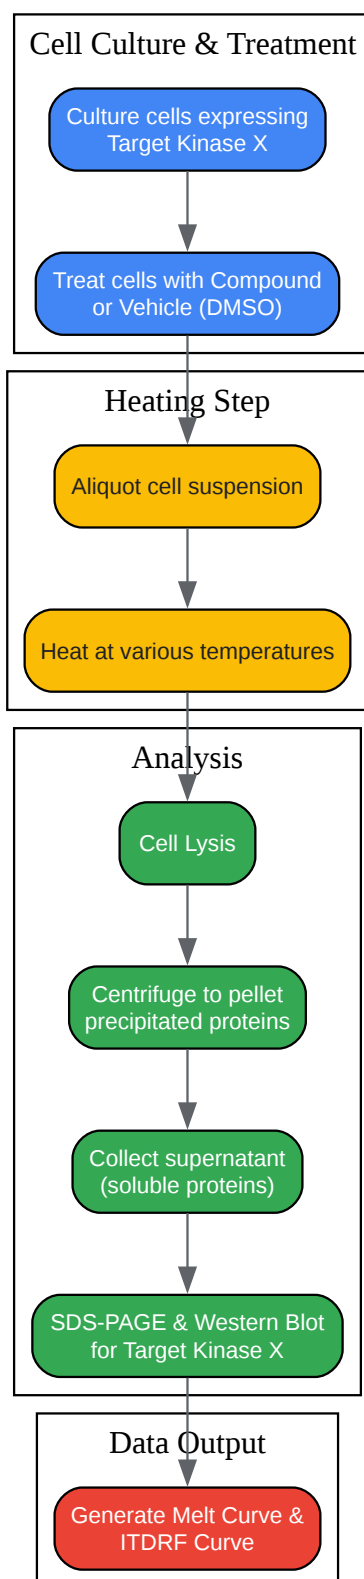 Cell Culture & Treatment
Culture cells expressing
Target Kinase X
Treat cells with Compound
or Vehicle (DMSO)
Heating Step
Aliquot cell suspension
Heat at various temperatures
Analysis
Cell Lysis
Centrifuge to pellet
precipitated proteins
Collect supernatant
(soluble proteins)
SDS-PAGE & Western Blot
for Target Kinase X
Data Output
Generate Melt Curve &
ITDRF Curve